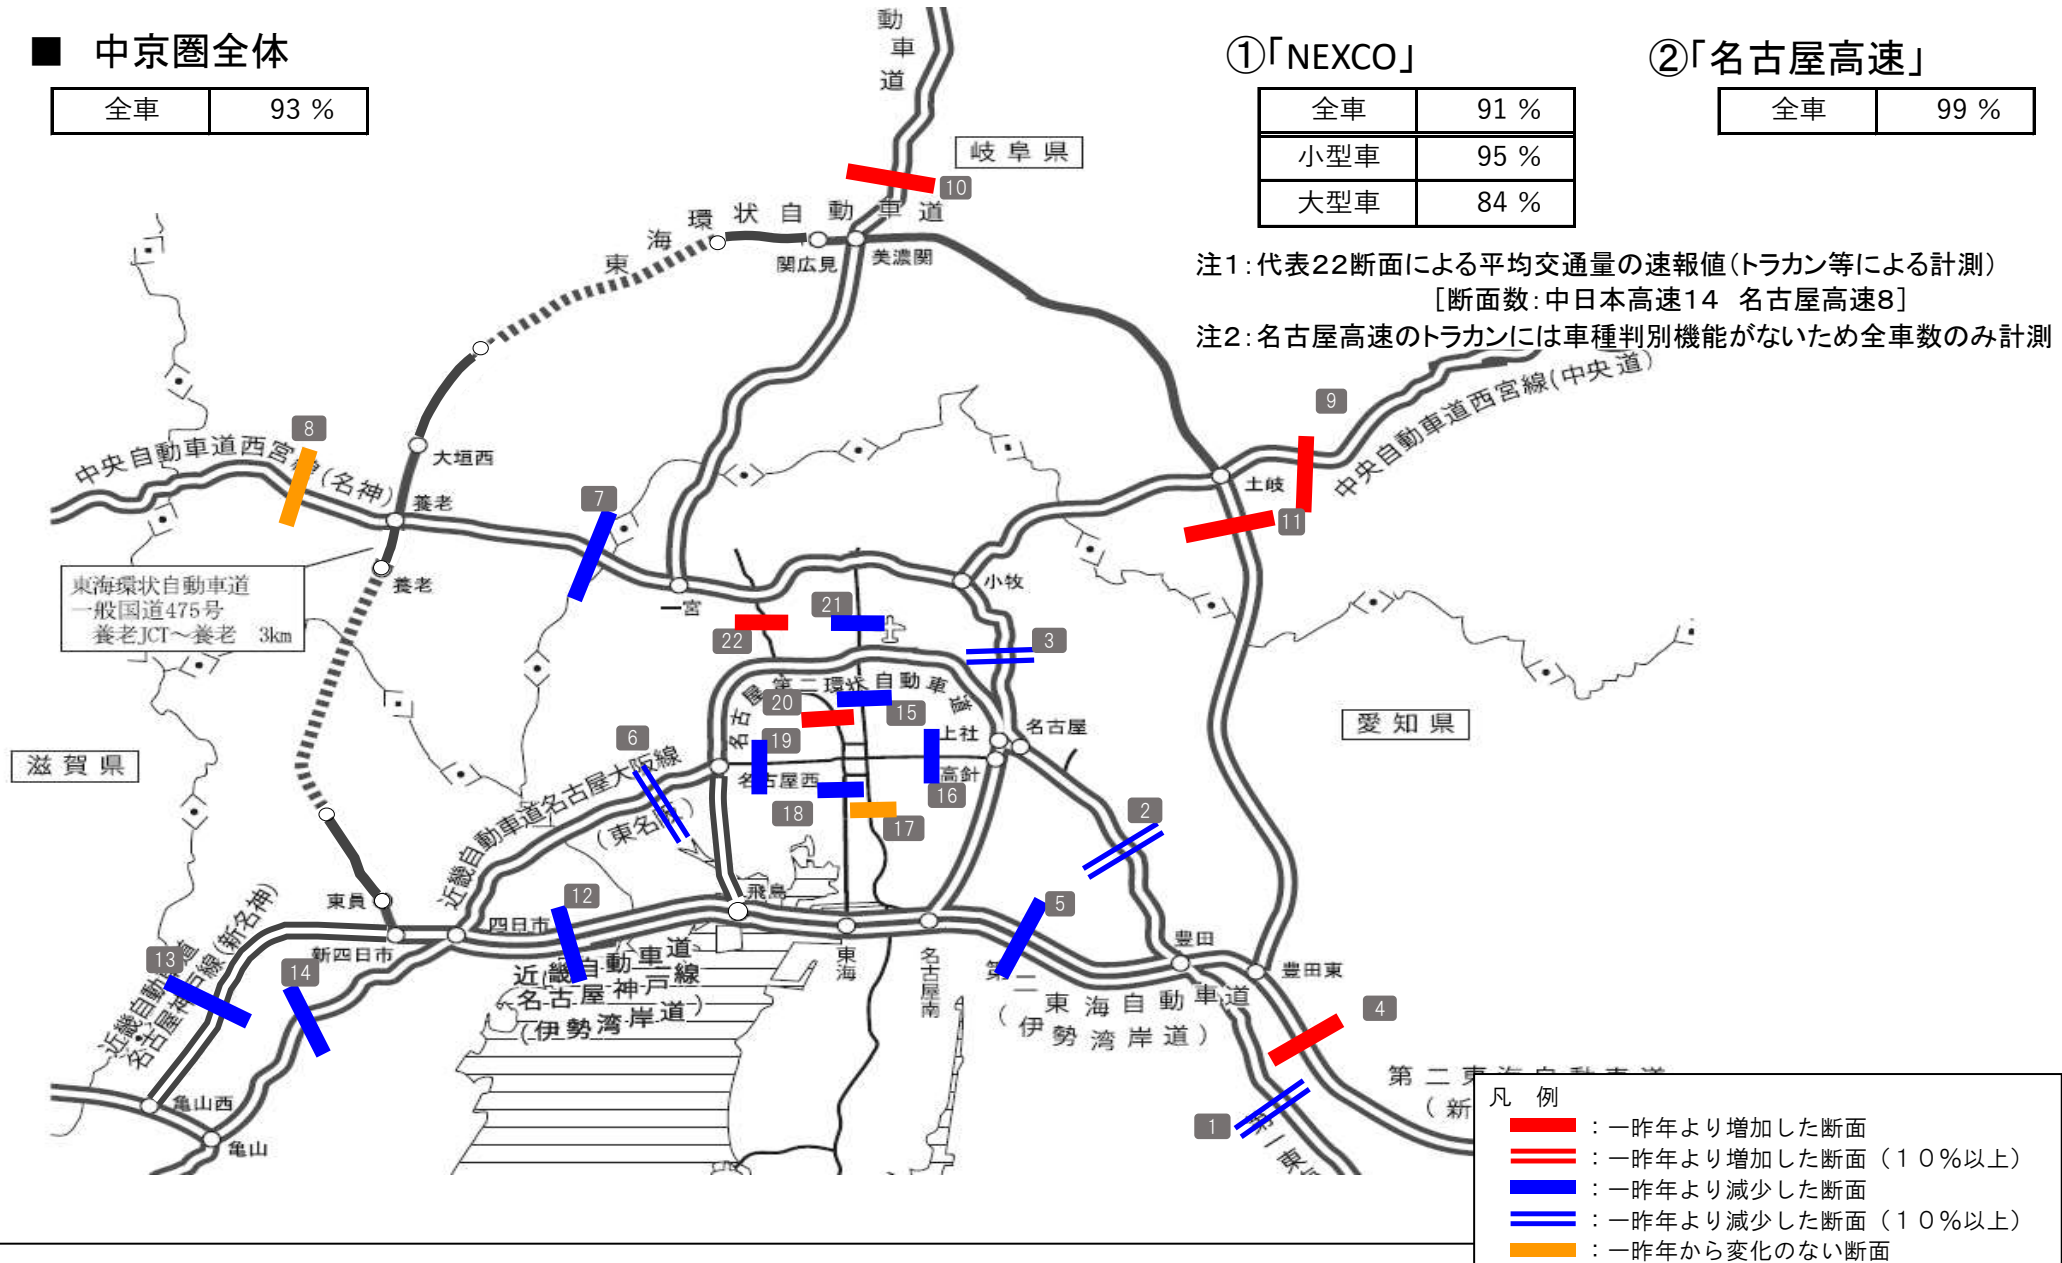 ■ 中京圏全体
全車 93 %
①「NEXCO」
全車 91 %
小型車 95 %
大型車 84 %
②「名古屋高速」
全車 99 %
注1：代表22断面による平均交通量の速報値（トラカン等による計測）
［断面数：中日本高速14 名古屋高速8］
注2：名古屋高速のトラカンには車種判別機能がないため全車数のみ計測
動車道
岐阜県
10
東海環状自動車道
関広見
美濃関
9
中央自動車道西宮線(中央道)
8
中央自動車道西宮
(名神)
大垣西
養老
7
土岐
11
東海環状自動車道
一般国道475号
養老JCT～養老 3km
養老
一宮
小牧
21
22
3
名古屋第二環状自動車道
20
15
19
上社
名古屋
愛知県
滋賀県
6
近畿自動車道名古屋大阪線
(東名阪)
名古屋西
高針
16
18
17
2
飛島
東員
12
四日市
5
新四日市
豊田
豊田東
13
14
近畿自動車道
名古屋神戸線(新名神)
近畿自動車道
名古屋神戸線
(伊勢湾岸道)
東海
名古屋南
第二東海自動車道
(伊勢湾岸道)
4
亀山西
亀山
1
第二東海自動車道
(新
第一東
凡 例
：一昨年より増加した断面
：一昨年より増加した断面（１０％以上）
：一昨年より減少した断面
：一昨年より減少した断面（１０％以上）
：一昨年から変化のない断面